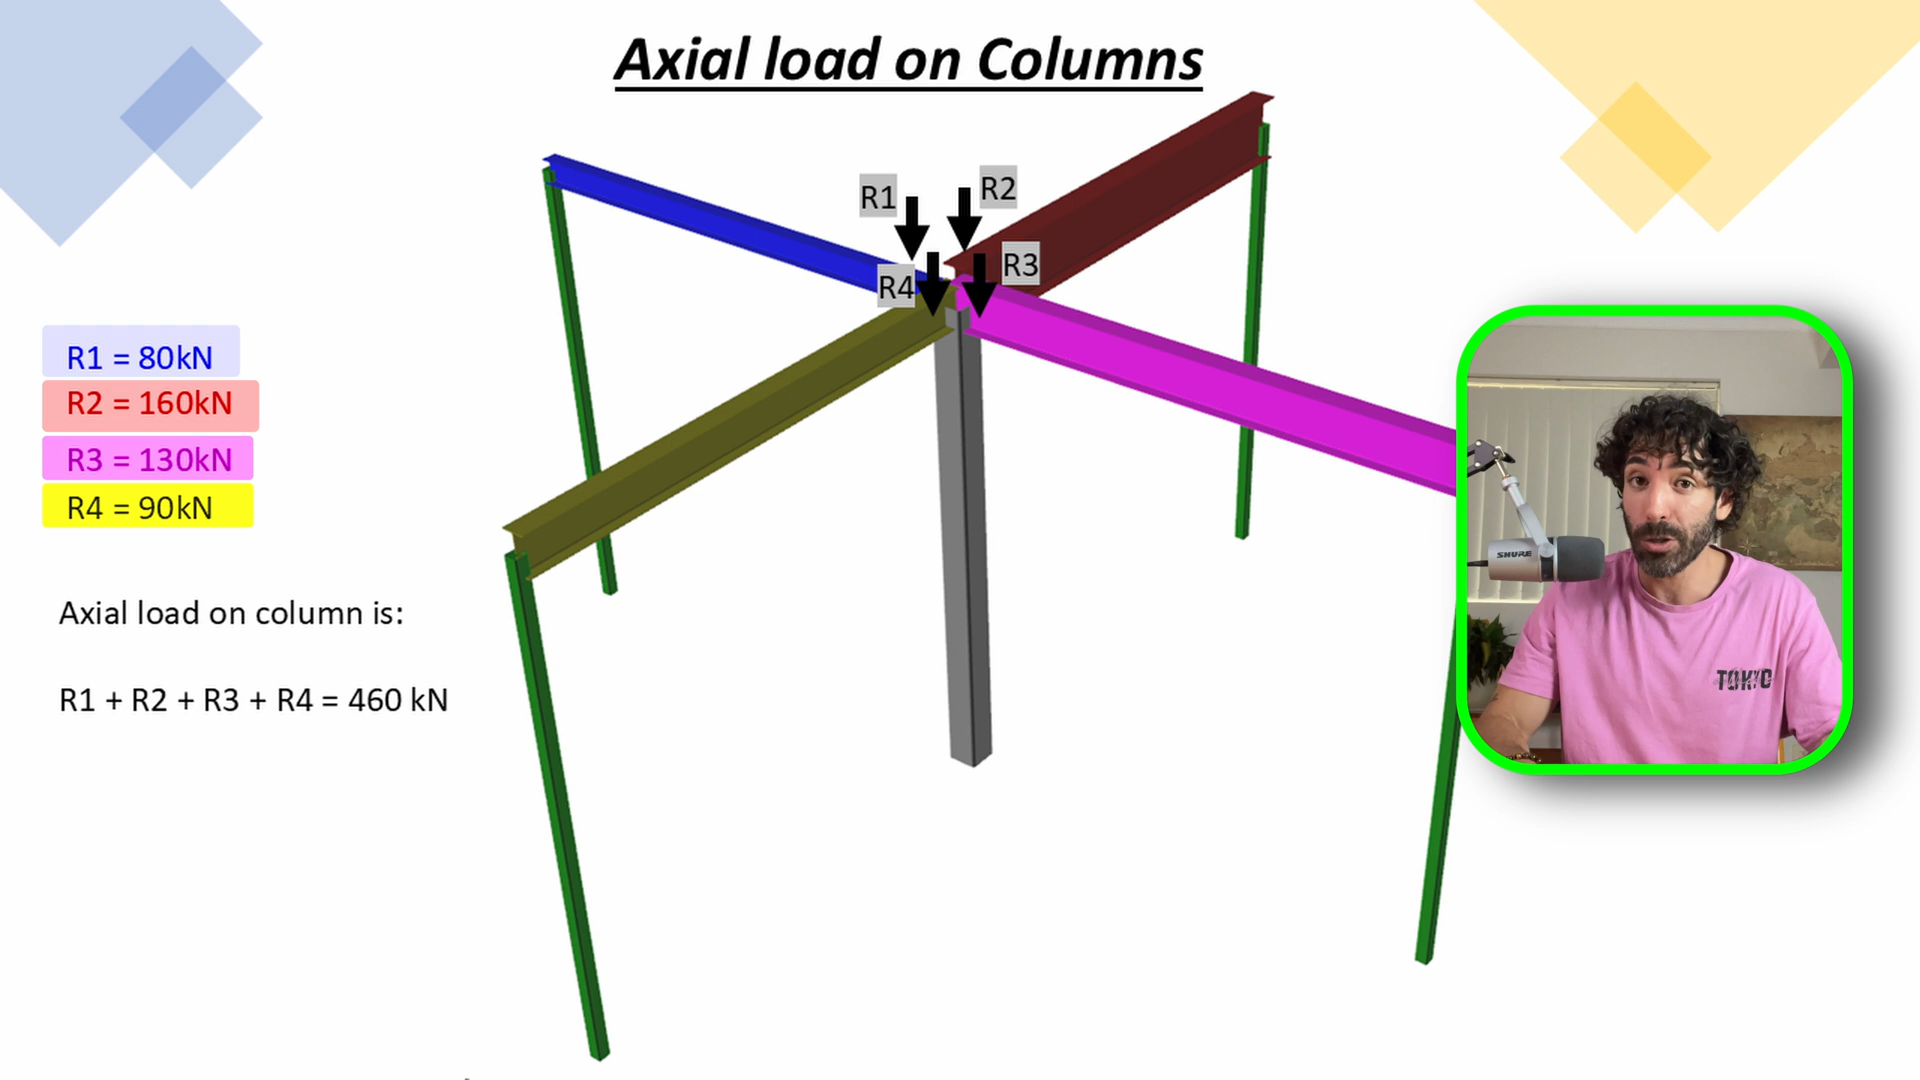 Axial load on Columns
R1
R2
R4
R3
R1 = 80kN
R2 = 160kN
R3 = 130kN
R4 = 90kN
Axial load on column is:
R1 + R2 + R3 + R4 = 460 kN
SHURE
TOKYO